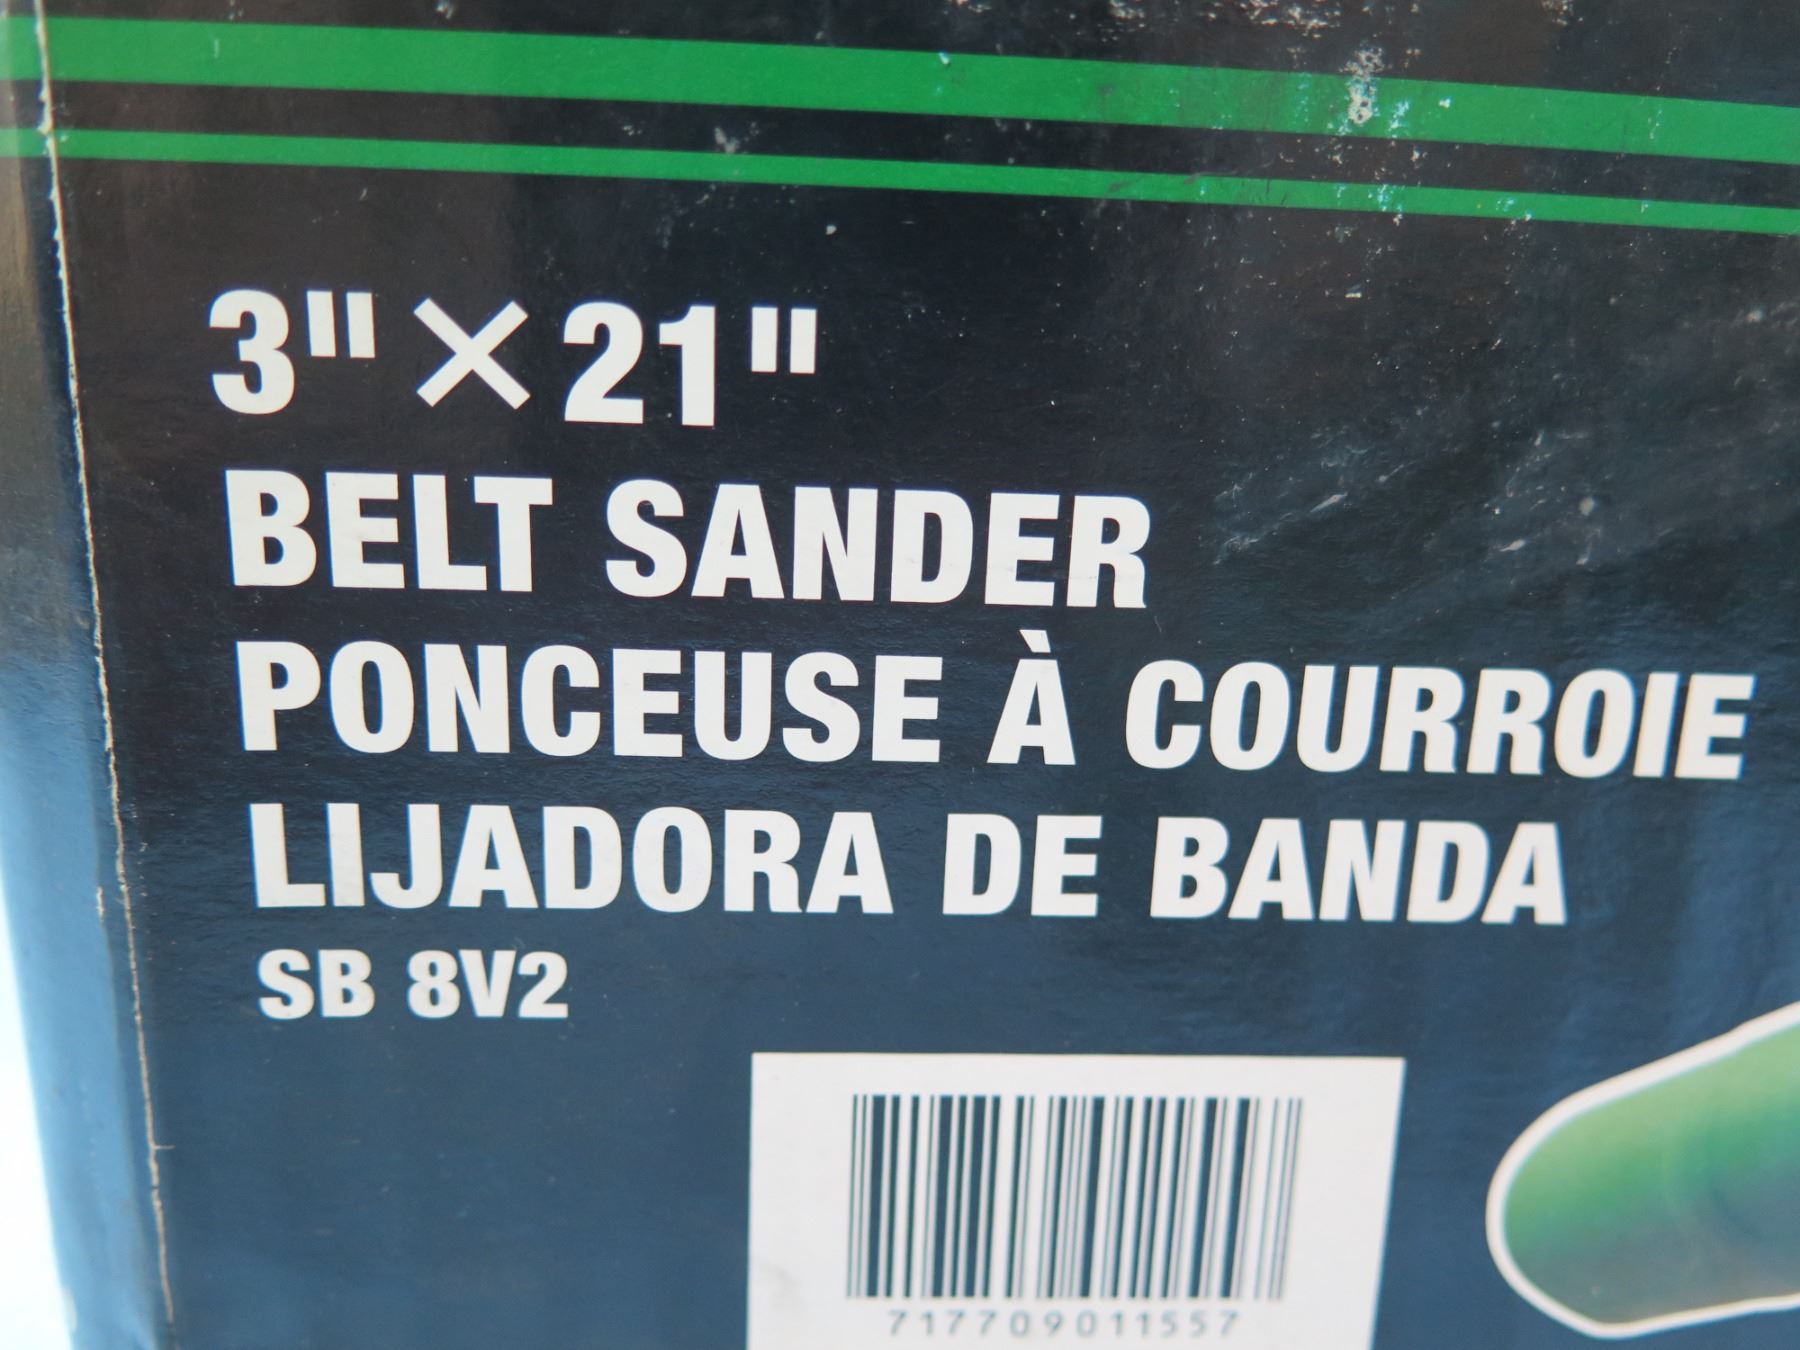 3"×21"
BELT SANDER
PONCEUSE À COURROIE
LIJADORA DE BANDA
SB 8V2
717709011557